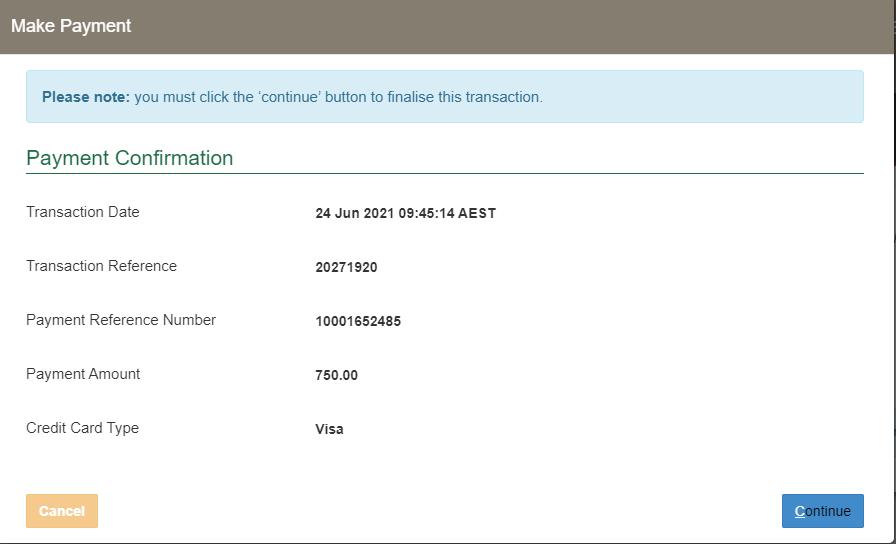 Make Payment
Please note: you must click the ‘continue’ button to finalise this transaction.
Payment Confirmation
Transaction Date 24 Jun 2021 09:45:14 AEST
Transaction Reference 20271920
Payment Reference Number 10001652485
Payment Amount 750.00
Credit Card Type Visa
Cancel Continue